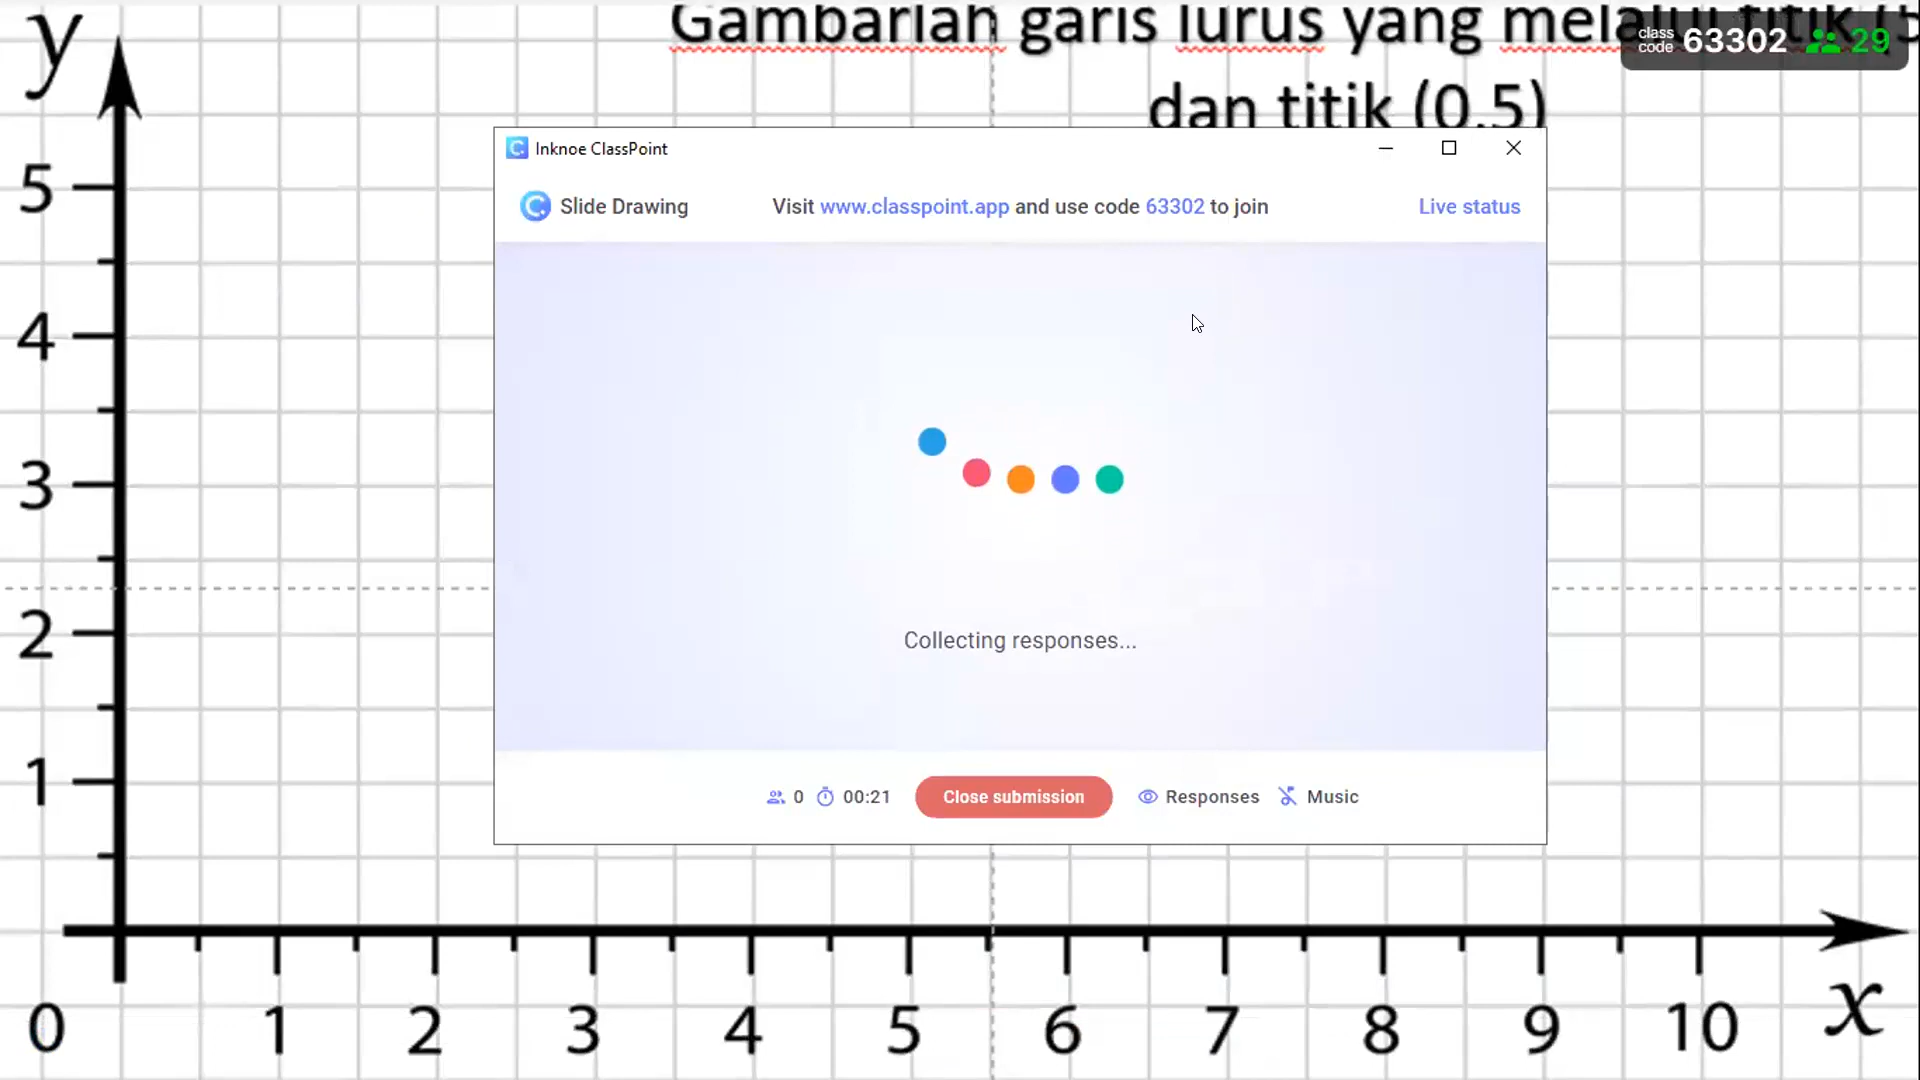 y
Gambarlah garis lurus yang melalui titik
class code 63302 29
dan titik (0,5)
Inknoe ClassPoint
Slide Drawing
Visit www.classpoint.app and use code 63302 to join
Live status
5
4
3
2
1
Collecting responses...
0 00:21 Close submission Responses Music
0 1 2 3 4 5 6 7 8 9 10 x